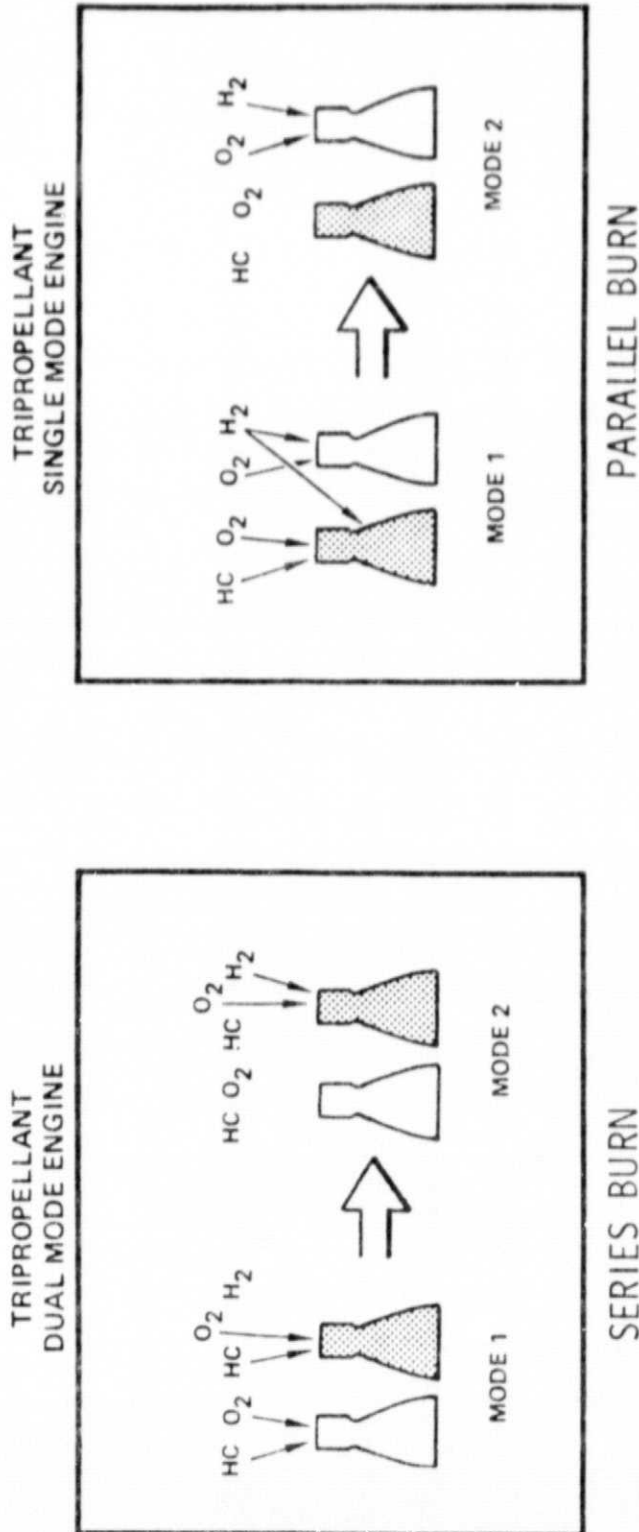 TRIPROPELLANT
DUAL MODE ENGINE
HC O₂
HC O₂ H₂
MODE 1
HC O₂
HC O₂ H₂
MODE 2
SERIES BURN
TRIPROPELLANT
SINGLE MODE ENGINE
HC O₂
O₂ H₂
MODE 1
HC O₂
O₂ H₂
MODE 2
PARALLEL BURN